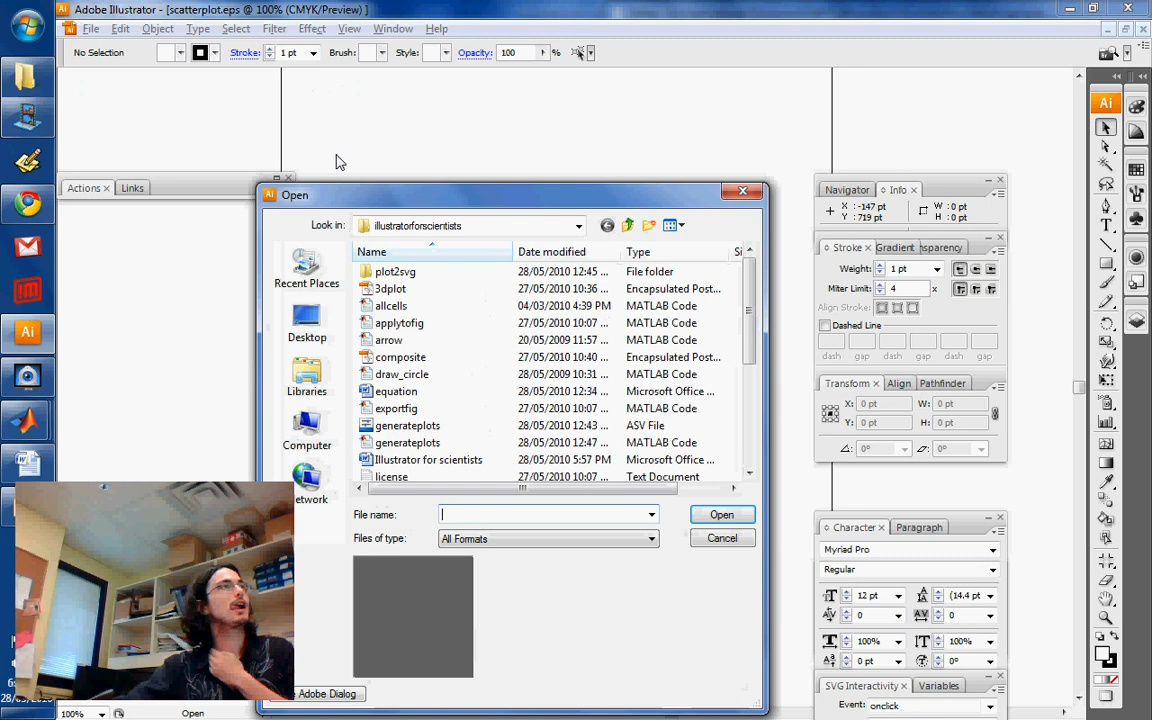 Adobe Illustrator - [scatterplot.eps @ 100% (CMYK/Preview) ]
File Edit Object Type Select Filter Effect View Window Help
No Selection Stroke: 1 pt Brush: Style: Opacity: 100 %
Actions × Links
Open
Look in: illustratorforscientists
Name Date modified Type Si
plot2svg 28/05/2010 12:45 ... File folder
3dplot 27/05/2010 10:36 ... Encapsulated Post...
allcells 04/03/2010 4:39 PM MATLAB Code
applytofig 27/05/2010 10:07 ... MATLAB Code
arrow 20/05/2009 11:57 ... MATLAB Code
composite 27/05/2010 10:40 ... Encapsulated Post...
draw_circle 28/05/2009 10:31 ... MATLAB Code
equation 28/05/2010 12:34 ... Microsoft Office ...
exportfig 27/05/2010 10:07 ... MATLAB Code
generateplots 28/05/2010 12:43 ... ASV File
generateplots 28/05/2010 12:47 ... MATLAB Code
Illustrator for scientists 28/05/2010 5:57 PM Microsoft Office ...
license 27/05/2010 10:07 ... Text Document
Recent Places
Desktop
Libraries
Computer
etwork
File name: Open
Files of type: All Formats Cancel
Adobe Dialog
Navigator Info ×
X : -147 pt W : 0 pt
Y : 719 pt H : 0 pt
Stroke × Gradient sparency
Weight: 1 pt
Miter Limit: 4 x
Align Stroke:
Dashed Line
dash gap dash gap dash gap
Transform × Align Pathfinder
X: 0 pt W: 0 pt
Y: 0 pt H: 0 pt
0° 0°
Character × Paragraph
Myriad Pro
Regular
12 pt (14.4 pt
0 0
100% 100%
0 pt 0°
SVG Interactivity × Variables
Event: onclick
Ai
Ai
100% Open